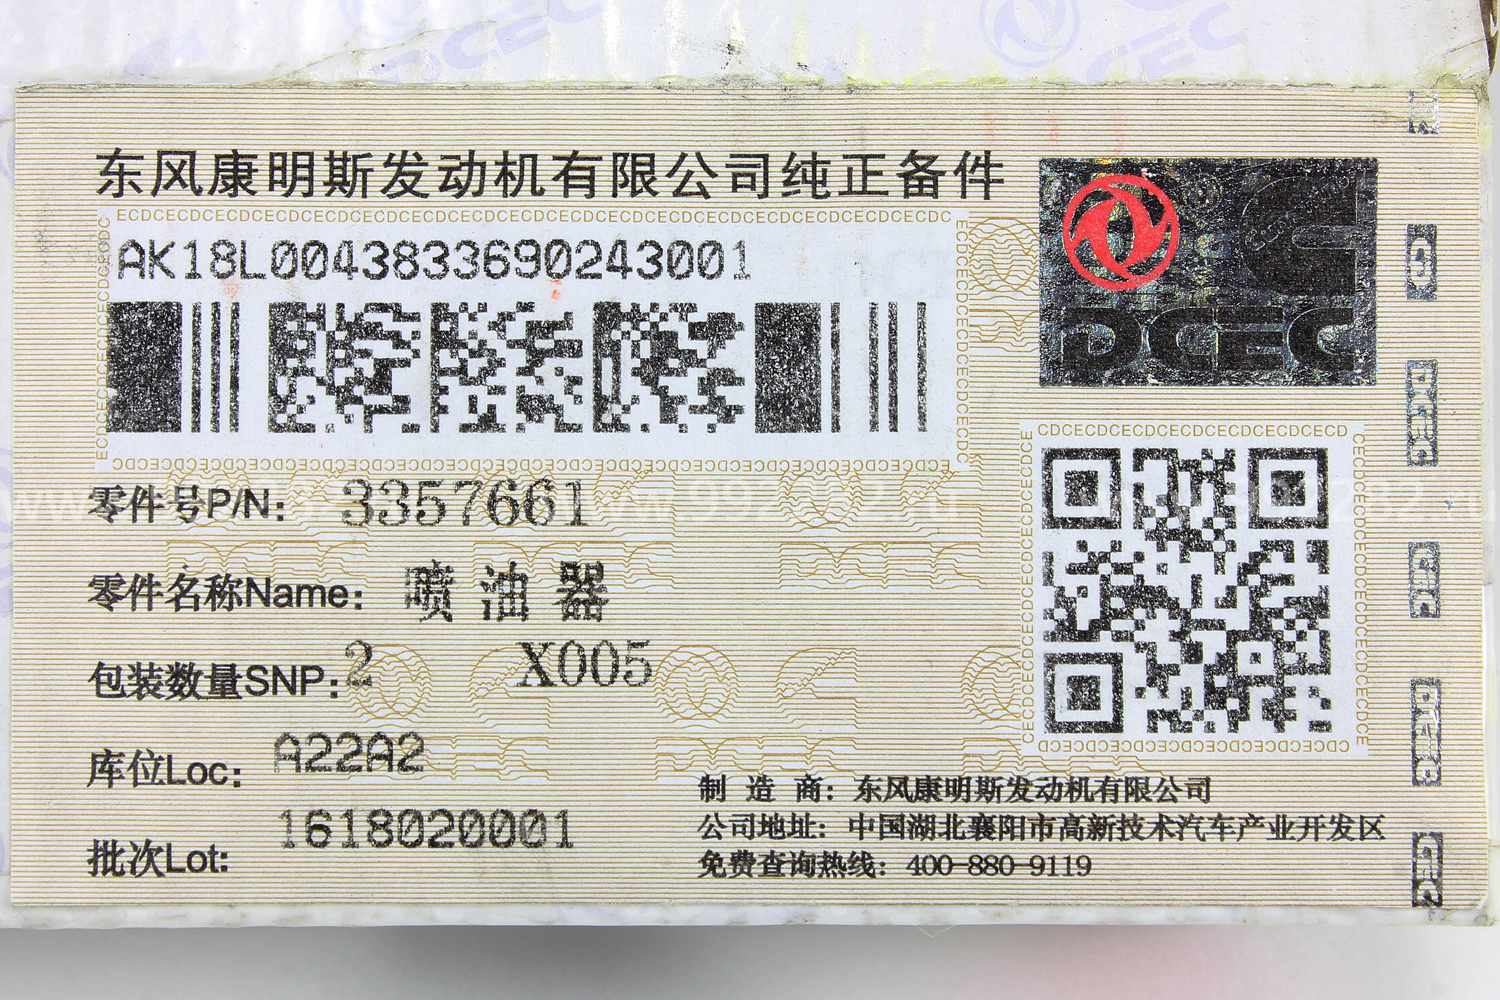 东风康明斯发动机有限公司纯正备件
AK18L00438336902​43001
DCEC
零件号P/N: 3357661
零件名称Name: 喷油器
包装数量SNP: 2 X005
库位Loc: A22A2
批次Lot: 1618020001
制 造 商: 东风康明斯发动机有限公司
公司地址: 中国湖北襄阳市高新技术汽车产业开发区
免费查询热线: 400-880-9119